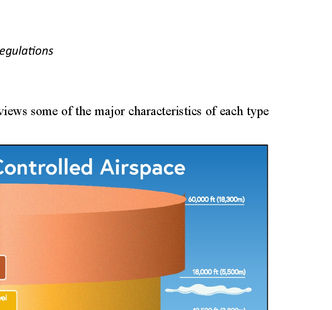 egulations
views some of the major characteristics of each type
Controlled Airspace
60,000 ft (18,300m)
18,000 ft (5,500m)